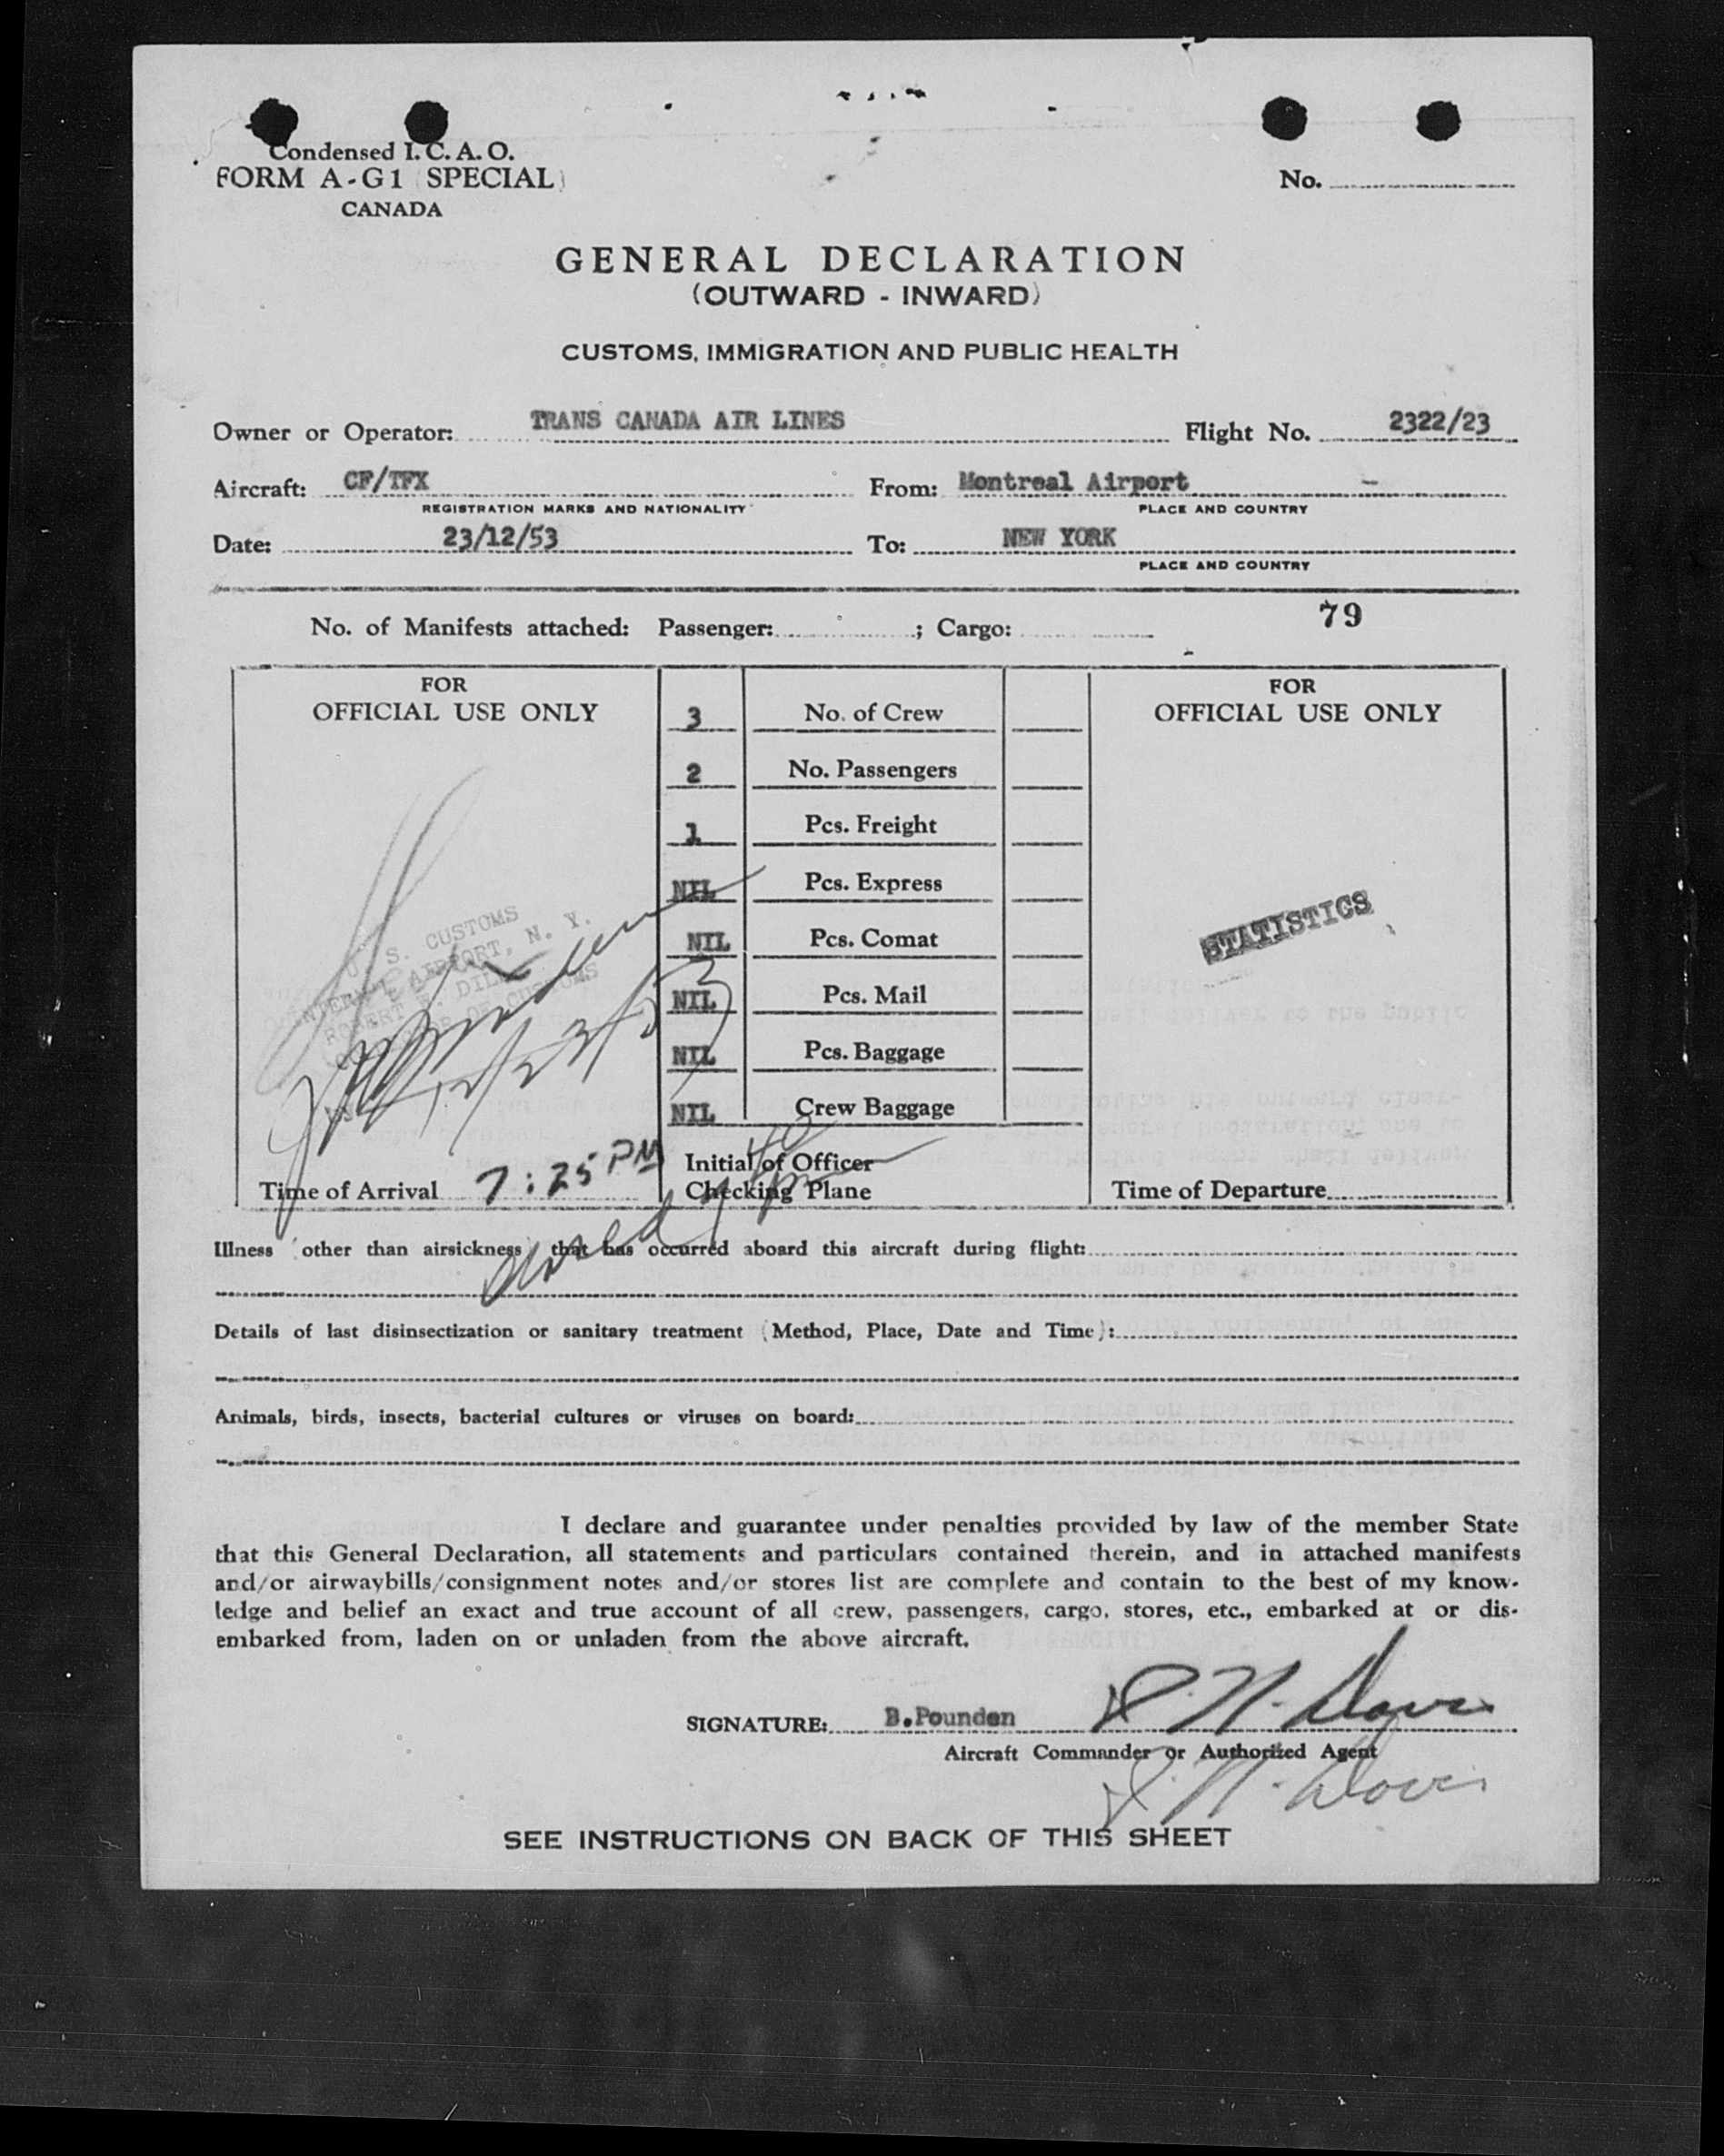 Condensed I. C. A. O.
FORM A-G1 (SPECIAL)
CANADA
No.
GENERAL DECLARATION
(OUTWARD - INWARD)
CUSTOMS, IMMIGRATION AND PUBLIC HEALTH
Owner or Operator: TRANS CANADA AIR LINES Flight No. 2322/23
Aircraft: CF/TFX From: Montreal Airport -
REGISTRATION MARKS AND NATIONALITY PLACE AND COUNTRY
Date: 23/12/53 To: NEW YORK
PLACE AND COUNTRY
79
No. of Manifests attached: Passenger: ; Cargo:
FOR
OFFICIAL USE ONLY
3 No. of Crew
2 No. Passengers
1 Pcs. Freight
NIL Pcs. Express
NIL Pcs. Comat
NIL Pcs. Mail
NIL Pcs. Baggage
NIL Crew Baggage
FOR
OFFICIAL USE ONLY
STATISTICS
U. S. CUSTOMS
AIRPORT, N. Y.
ROBERT
CUSTOMS
Time of Arrival 7:25 PM
Initial of Officer
Checking Plane
Time of Departure
Illness (other than airsickness) that has occurred aboard this aircraft during flight:
Details of last disinsectization or sanitary treatment (Method, Place, Date and Time):
Animals, birds, insects, bacterial cultures or viruses on board:
I declare and guarantee under penalties provided by law of the member State
that this General Declaration, all statements and particulars contained therein, and in attached manifests
and/or airwaybills/consignment notes and/or stores list are complete and contain to the best of my know-
ledge and belief an exact and true account of all crew, passengers, cargo, stores, etc., embarked at or dis-
embarked from, laden on or unladen from the above aircraft.
SIGNATURE: B.Pounden
Aircraft Commander or Authorized Agent
SEE INSTRUCTIONS ON BACK OF THIS SHEET